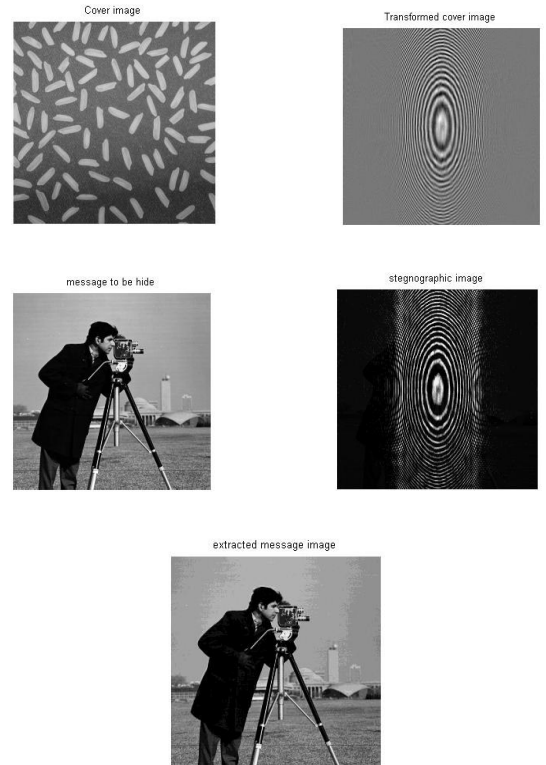 Cover image
Transformed cover image
message to be hide
stegnographic image
extracted message image